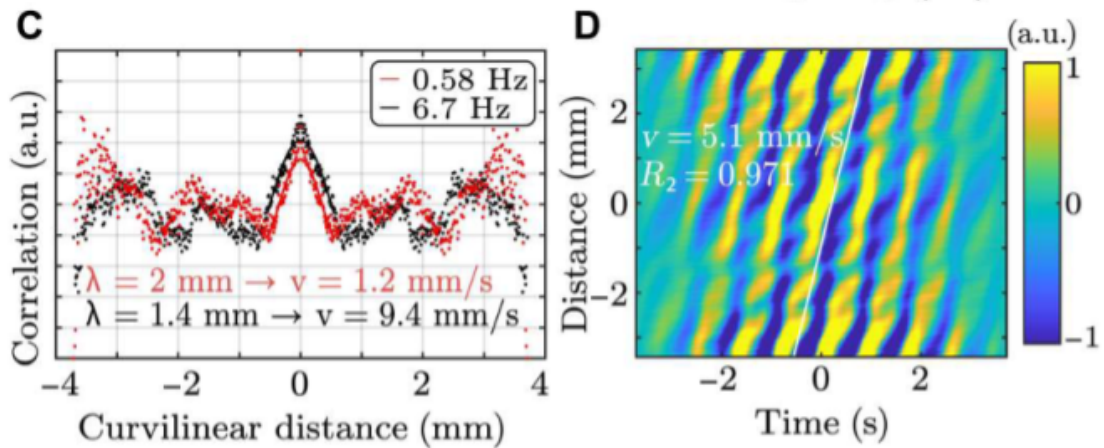 C
0.58 Hz
6.7 Hz
Correlation (a.u.)
λ = 2 mm → v = 1.2 mm/s
λ = 1.4 mm → v = 9.4 mm/s
−4
−2
0
2
4
Curvilinear distance (mm)
D
(a.u.)
v = 5.1 mm/s
R₂ = 0.971
Distance (mm)
2
0
−2
−2
0
2
Time (s)
1
0
−1